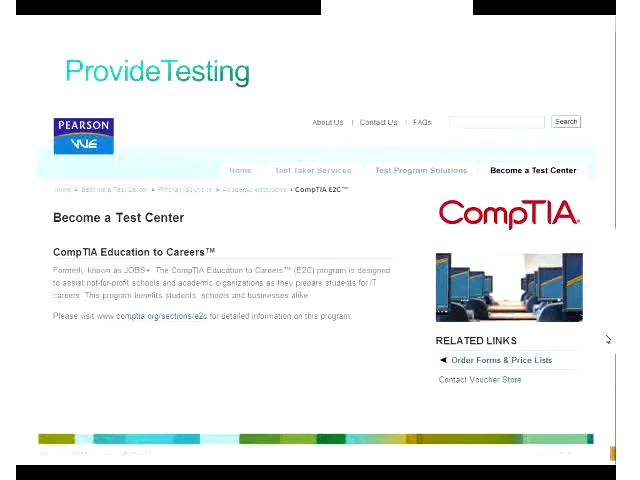 ProvideTesting
PEARSON
VUE
About Us | Contact Us | FAQs
Search
Home Test Taker Services Test Program Solutions Become a Test Center
Home > Become a Test Center > Program Solutions > Academic Institutions > CompTIA E2C™
Become a Test Center
CompTIA.
CompTIA Education to Careers™
Formerly known as JOBS+. The CompTIA Education to Careers™ (E2C) program is designed
to assist not-for-profit schools and academic organizations as they prepare students for IT
careers. This program benefits students, schools and businesses alike.
Please visit www.comptia.org/sections/e2c for detailed information on this program.
RELATED LINKS
Order Forms & Price Lists
Contact Voucher Store